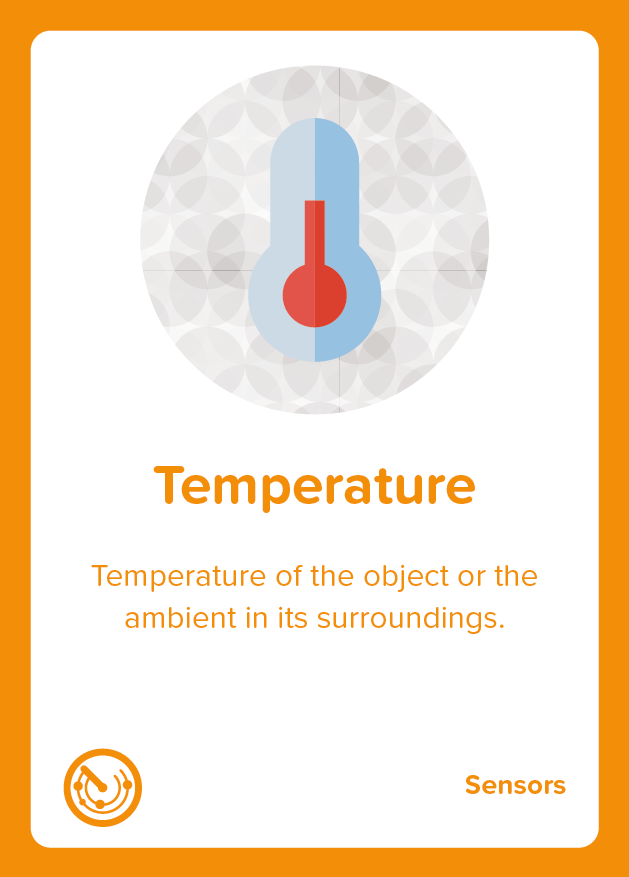 Temperature
Temperature of the object or the
ambient in its surroundings.
Sensors